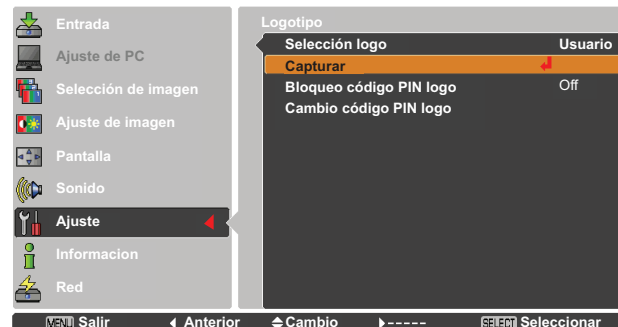 Entrada
Ajuste de PC
Selección de imagen
Ajuste de imagen
Pantalla
Sonido
Ajuste
Informacion
Red
Logotipo
Selección logo Usuario
Capturar
Bloqueo código PIN logo Off
Cambio código PIN logo
MENU Salir Anterior Cambio ----- SELECT Seleccionar